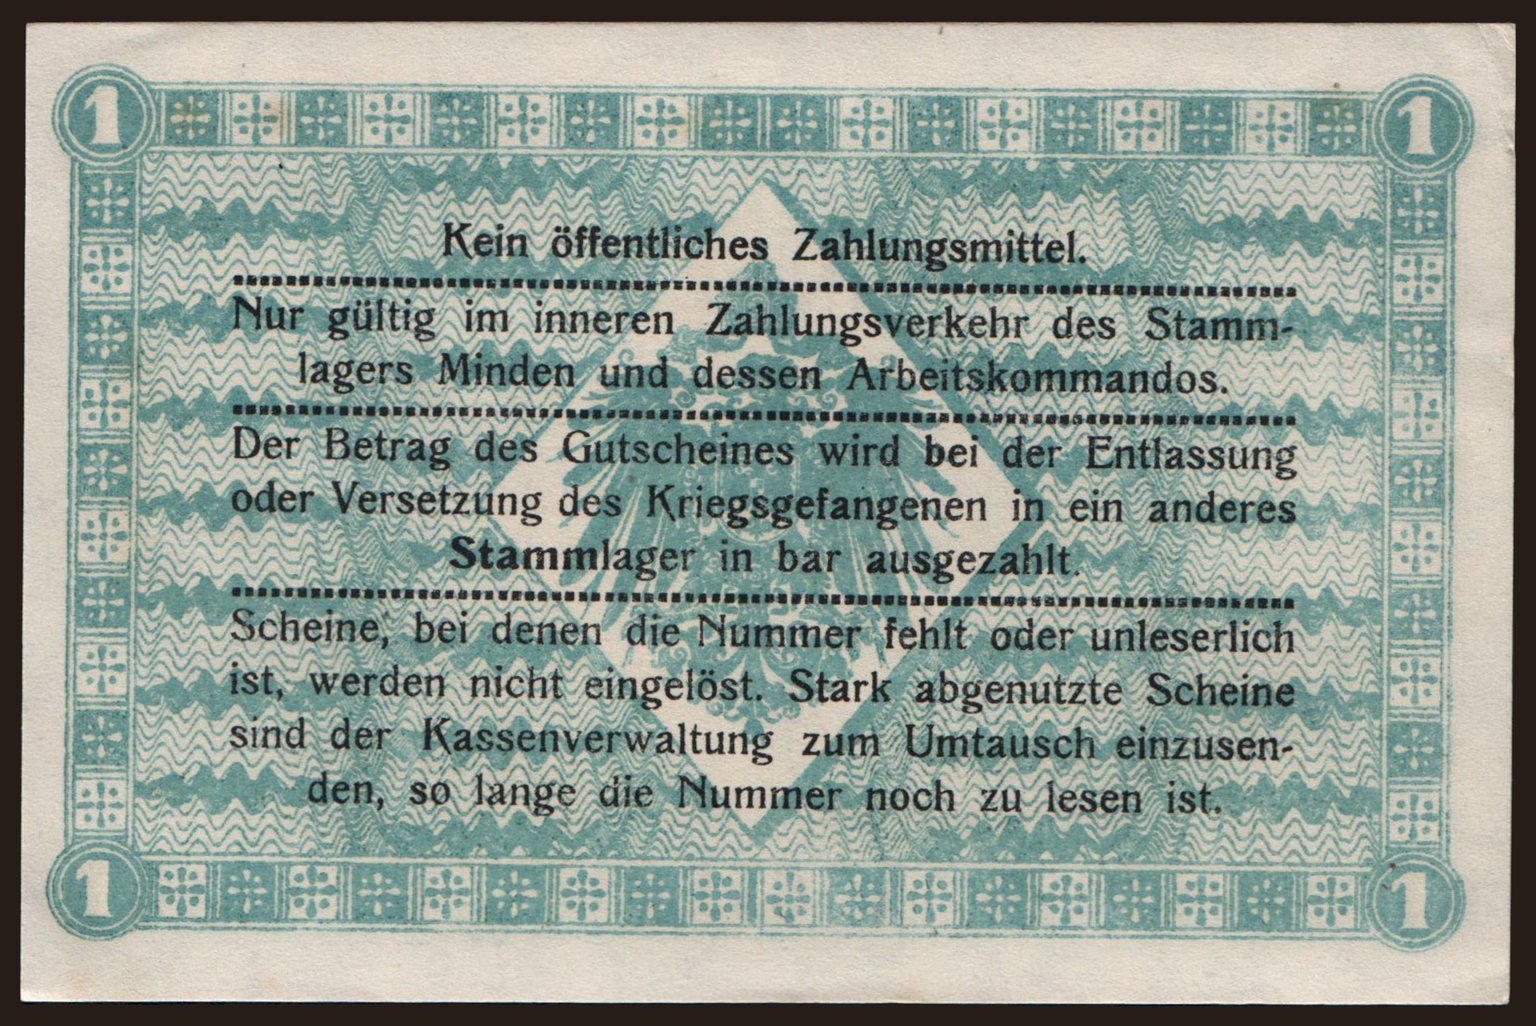 1 1
Kein öffentliches Zahlungsmittel.
Nur gültig im inneren Zahlungsverkehr des Stamm-
lagers Minden und dessen Arbeitskommandos.
Der Betrag des Gutscheines wird bei der Entlassung
oder Versetzung des Kriegsgefangenen in ein anderes
Stammlager in bar ausgezahlt.
Scheine, bei denen die Nummer fehlt oder unleserlich
ist, werden nicht eingelöst. Stark abgenutzte Scheine
sind der Kassenverwaltung zum Umtausch einzusen-
den, so lange die Nummer noch zu lesen ist.
1 1